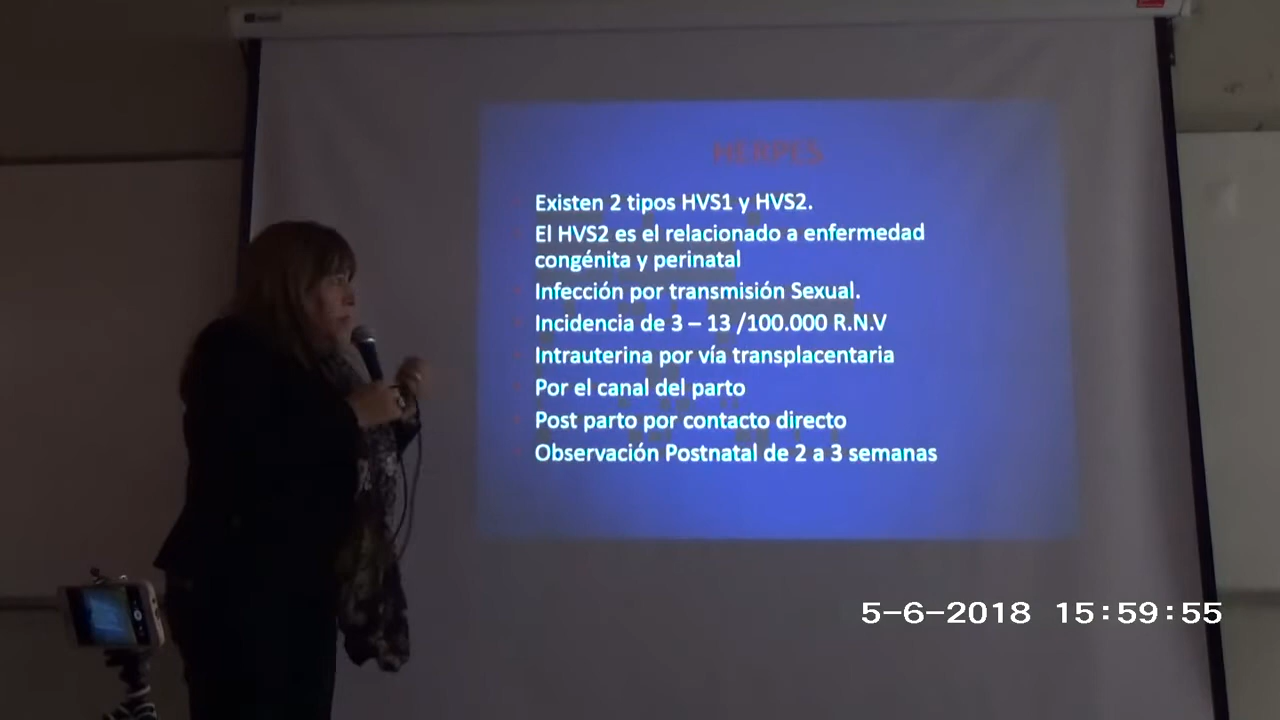 HERPES
Existen 2 tipos HVS1 y HVS2.
El HVS2 es el relacionado a enfermedad
congénita y perinatal
Infección por transmisión Sexual.
Incidencia de 3 – 13 /100.000 R.N.V
Intrauterina por vía transplacentaria
Por el canal del parto
Post parto por contacto directo
Observación Postnatal de 2 a 3 semanas
5-6-2018 15:59:55